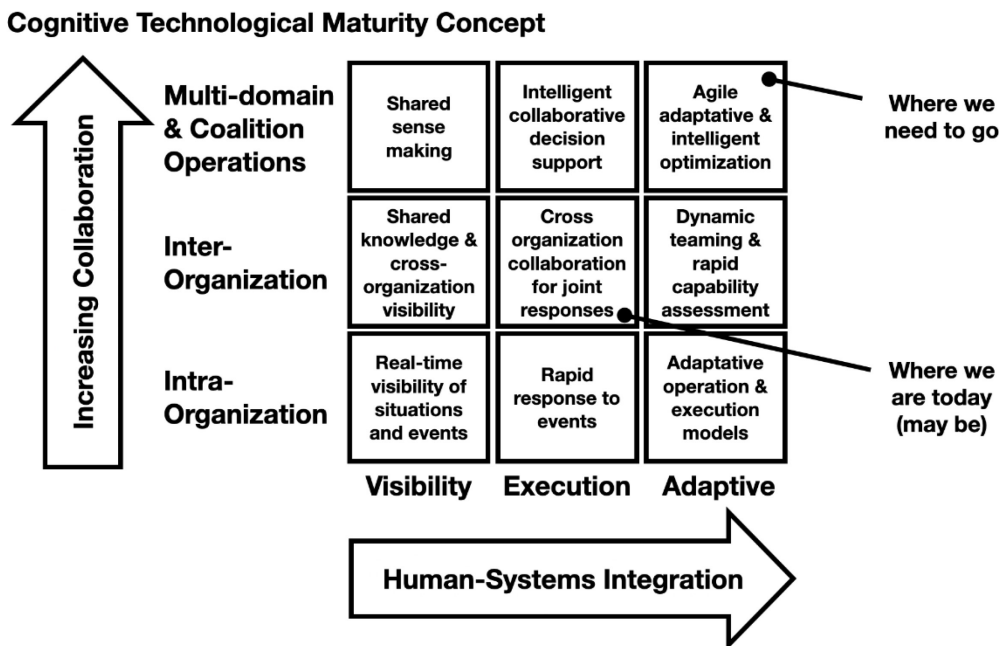 Cognitive Technological Maturity Concept
Increasing Collaboration
Multi-domain
& Coalition
Operations
Shared
sense
making
Intelligent
collaborative
decision
support
Agile
adaptative &
intelligent
optimization
Where we
need to go
Inter-
Organization
Shared
knowledge &
cross-
organization
visibility
Cross
organization
collaboration
for joint
responses
Dynamic
teaming &
rapid
capability
assessment
Intra-
Organization
Real-time
visibility of
situations
and events
Rapid
response to
events
Adaptative
operation &
execution
models
Where we
are today
(may be)
Visibility
Execution
Adaptive
Human-Systems Integration